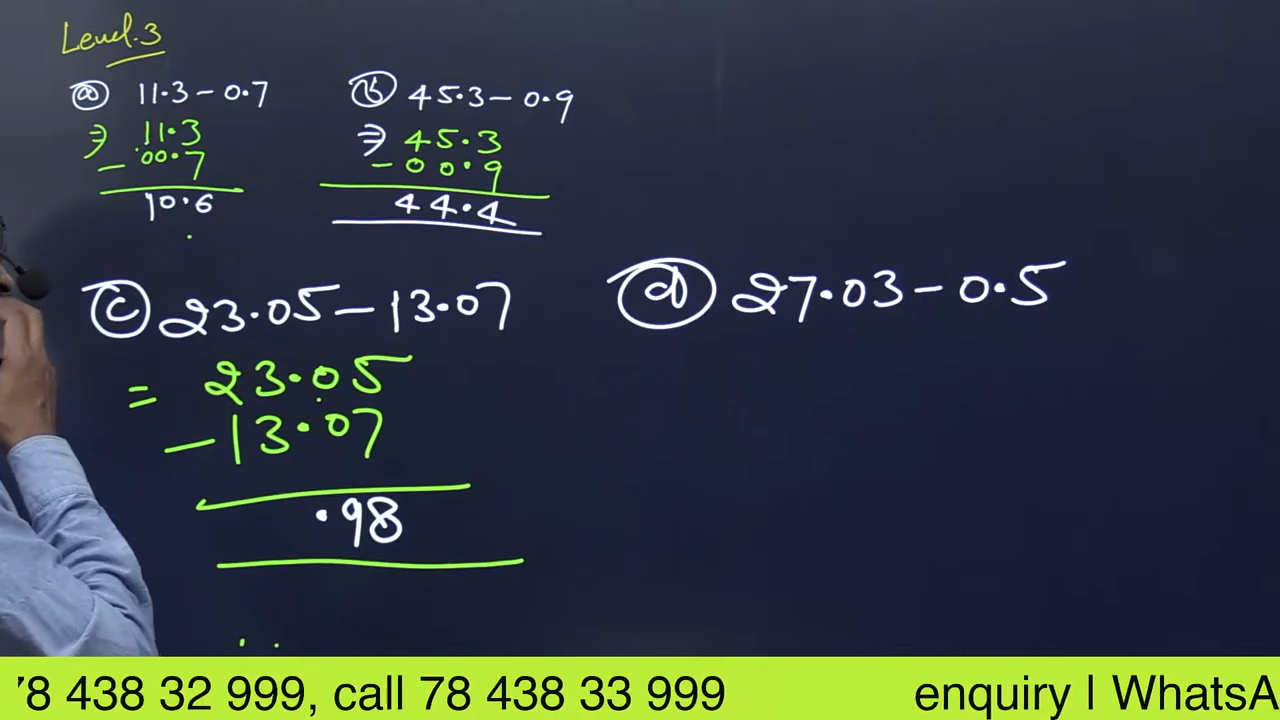 Level.3
(a) 11.3 - 0.7
⇒ 11.3
- 00.7
10.6
(b) 45.3 - 0.9
⇒ 45.3
- 00.9
44.4
(c) 23.05 - 13.07
= 23.05
- 13.07
.98
(d) 27.03 - 0.5
78 438 32 999, call 78 438 33 999 enquiry | WhatsA